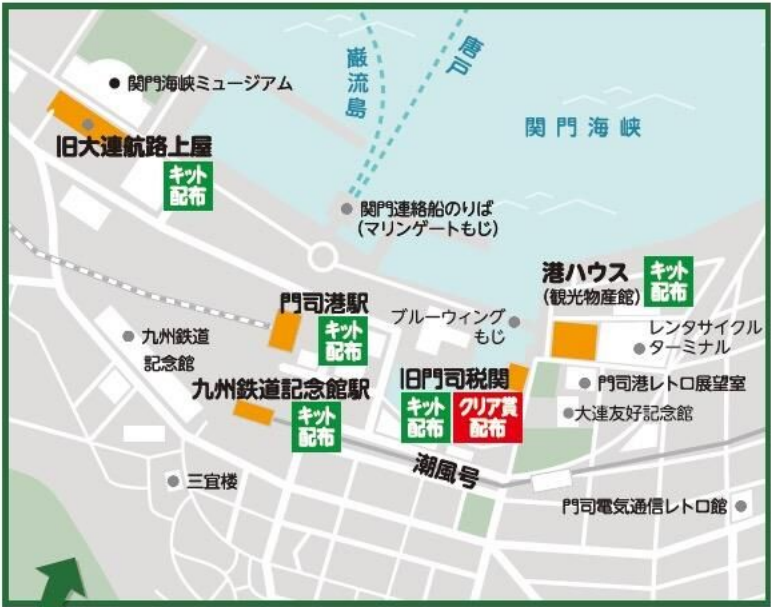 関門海峡ミュージアム
旧大連航路上屋
キット
配布
巌流島
唐戸
関門海峡
関門連絡船のりば
(マリンゲートもじ)
港ハウス
(観光物産館)
キット
配布
門司港駅
キット
配布
ブルーウィング
もじ
レンタサイクル
ターミナル
九州鉄道
記念館
九州鉄道記念館駅
キット
配布
旧門司税関
キット
配布
クリア賞
配布
門司港レトロ展望室
大連友好記念館
潮風号
三宜楼
門司電気通信レトロ館